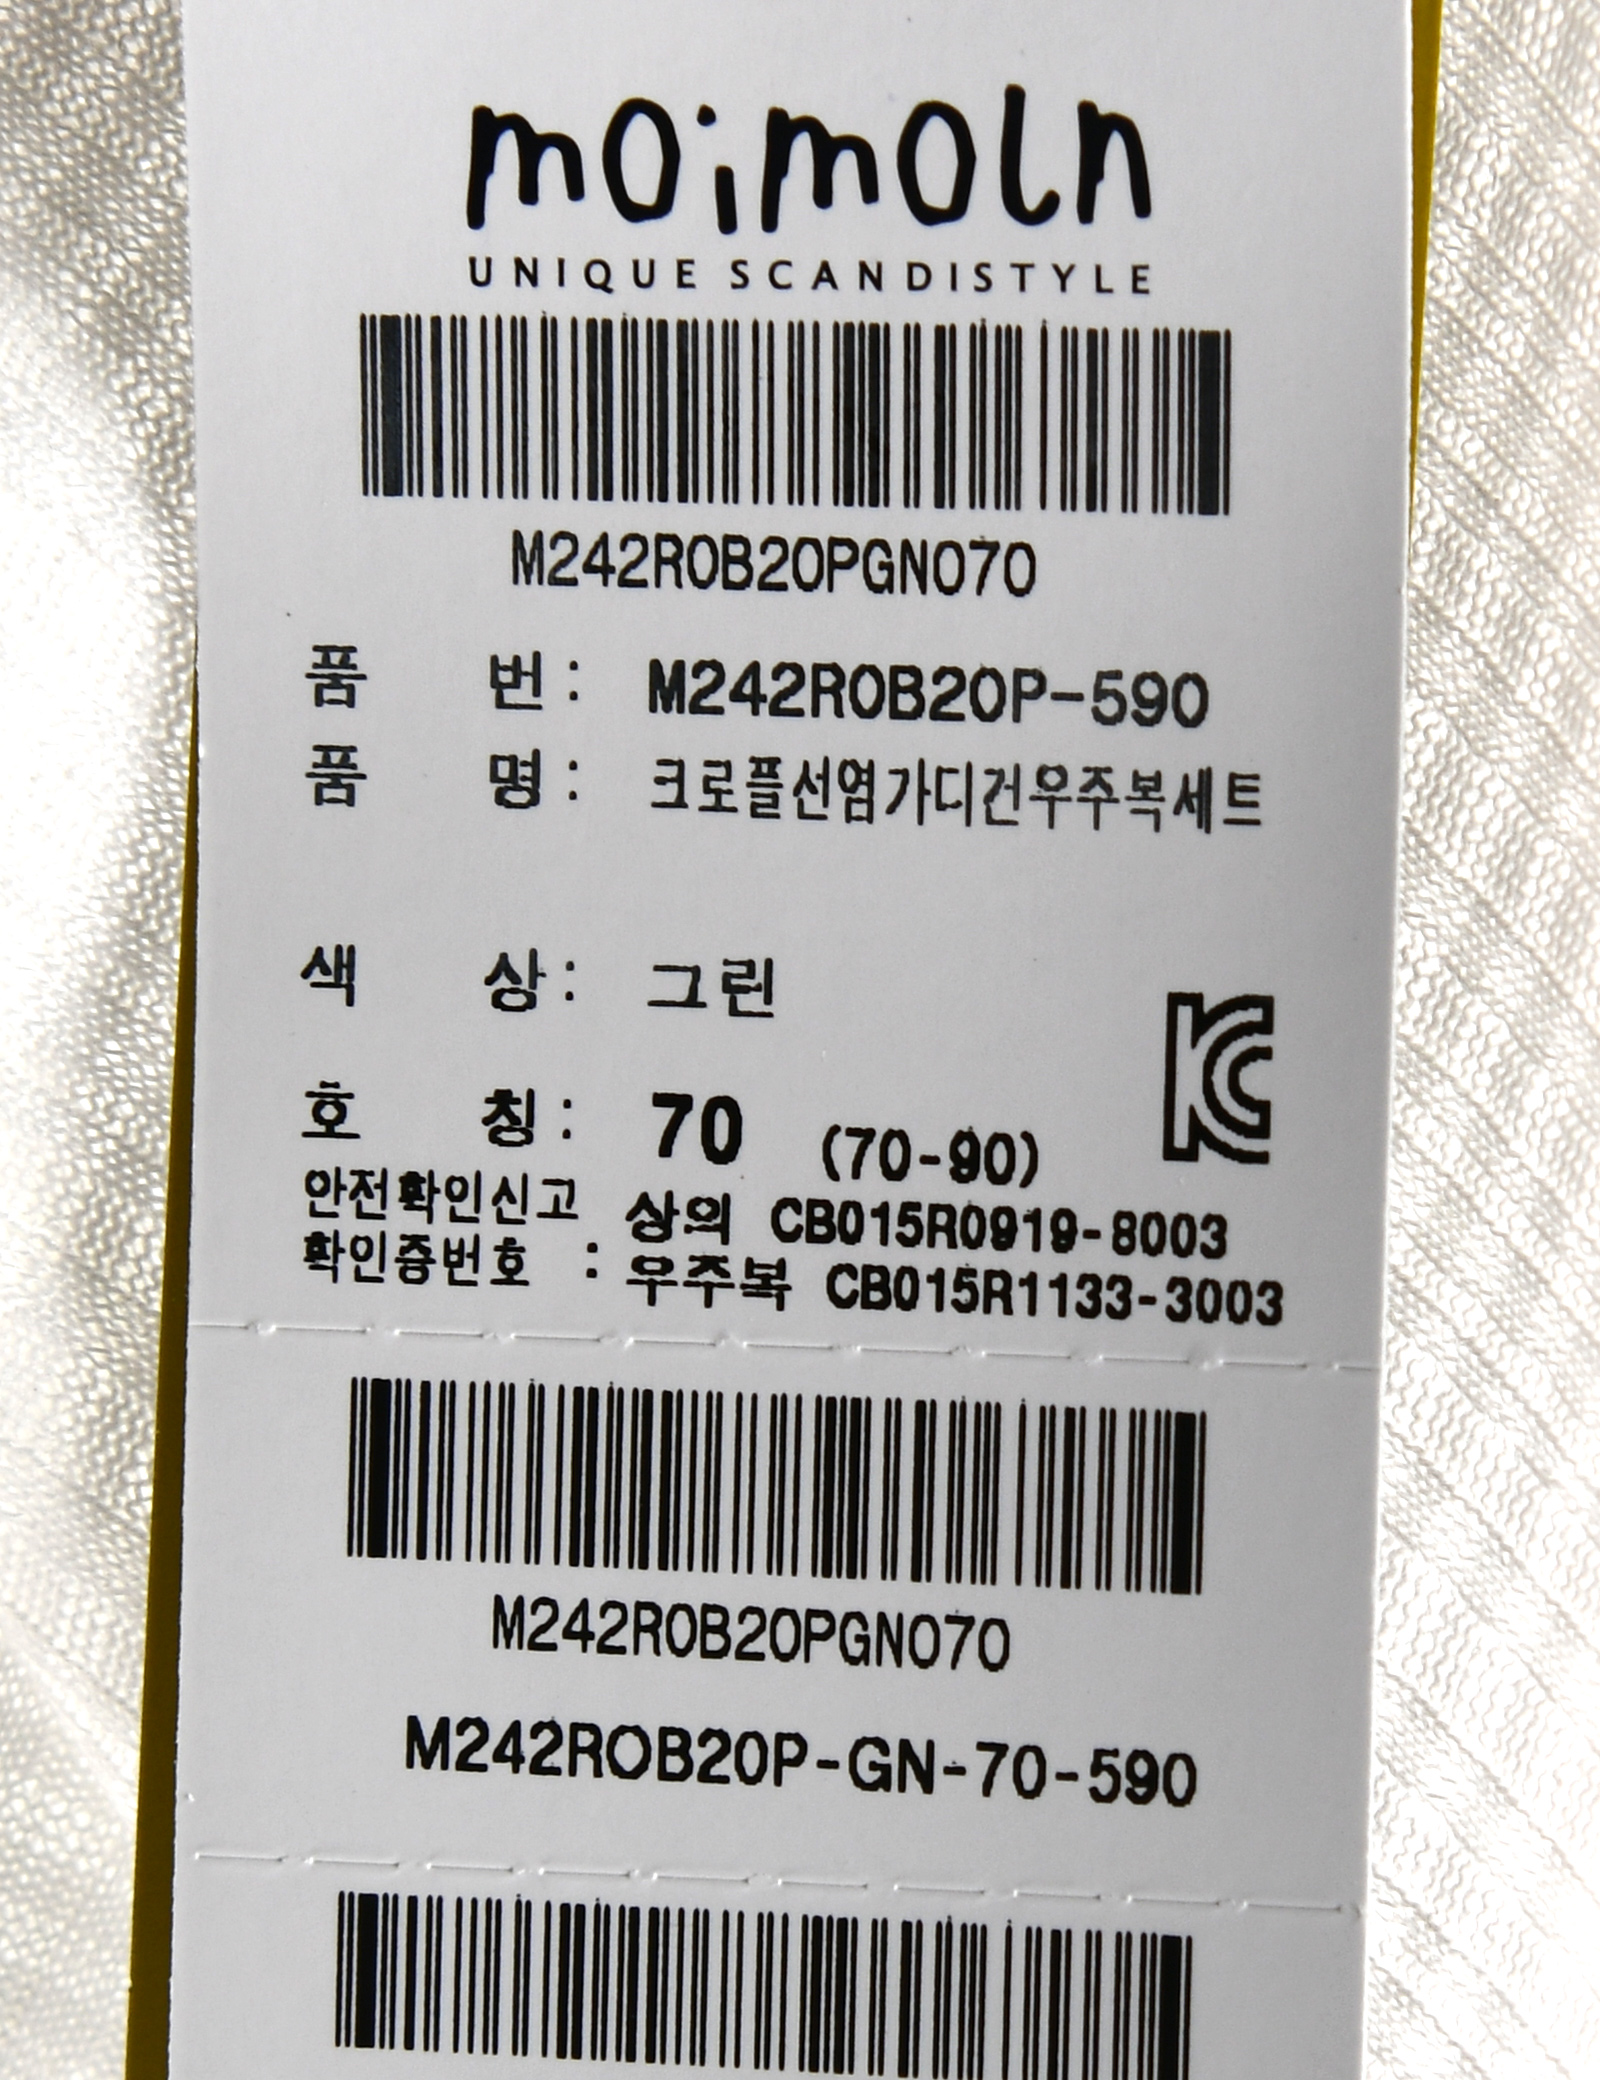 moimoln
UNIQUE SCANDISTYLE
M242ROB20PGN070
품 번 : M242ROB20P-590
품 명 : 크로플선염가디건우주복세트
색 상 : 그린
호 칭 : 70 (70-90)
안전확인신고 상의 CB015R0919-8003
확인증번호 : 우주복 CB015R1133-3003
M242ROB20PGN070
M242ROB20P-GN-70-590